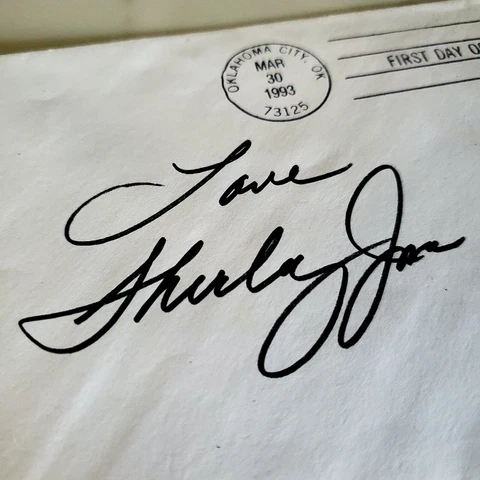 OKLAHOMA CITY, OK
MAR
30
1993
73125
FIRST DAY O
Love
Shirley Jones